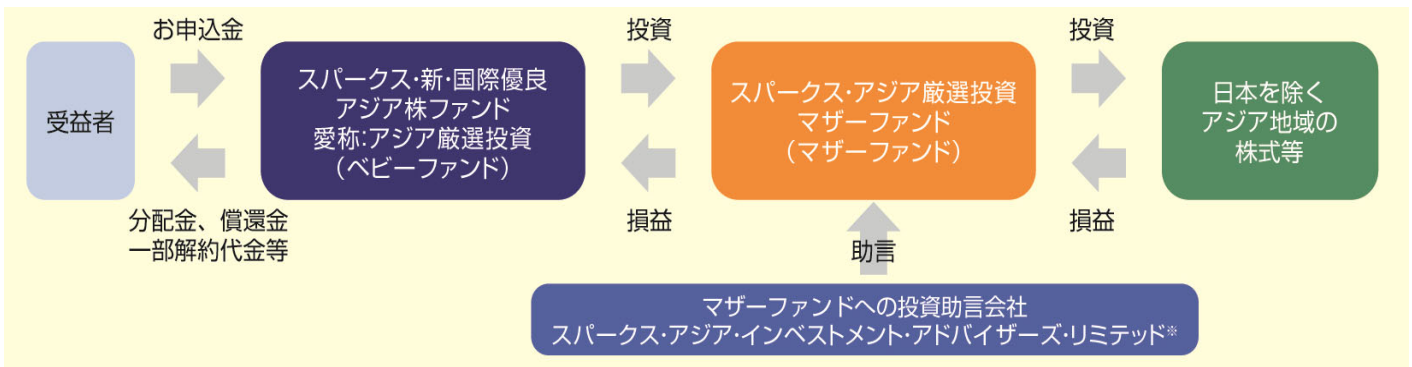 お申込金
受益者
分配金、償還金
一部解約代金等
スパークス･新･国際優良
アジア株ファンド
愛称:アジア厳選投資
（ベビーファンド）
投資
損益
スパークス･アジア厳選投資
マザーファンド
（マザーファンド）
投資
損益
日本を除く
アジア地域の
株式等
助言
マザーファンドへの投資助言会社
スパークス･アジア･インベストメント･アドバイザーズ･リミテッド※